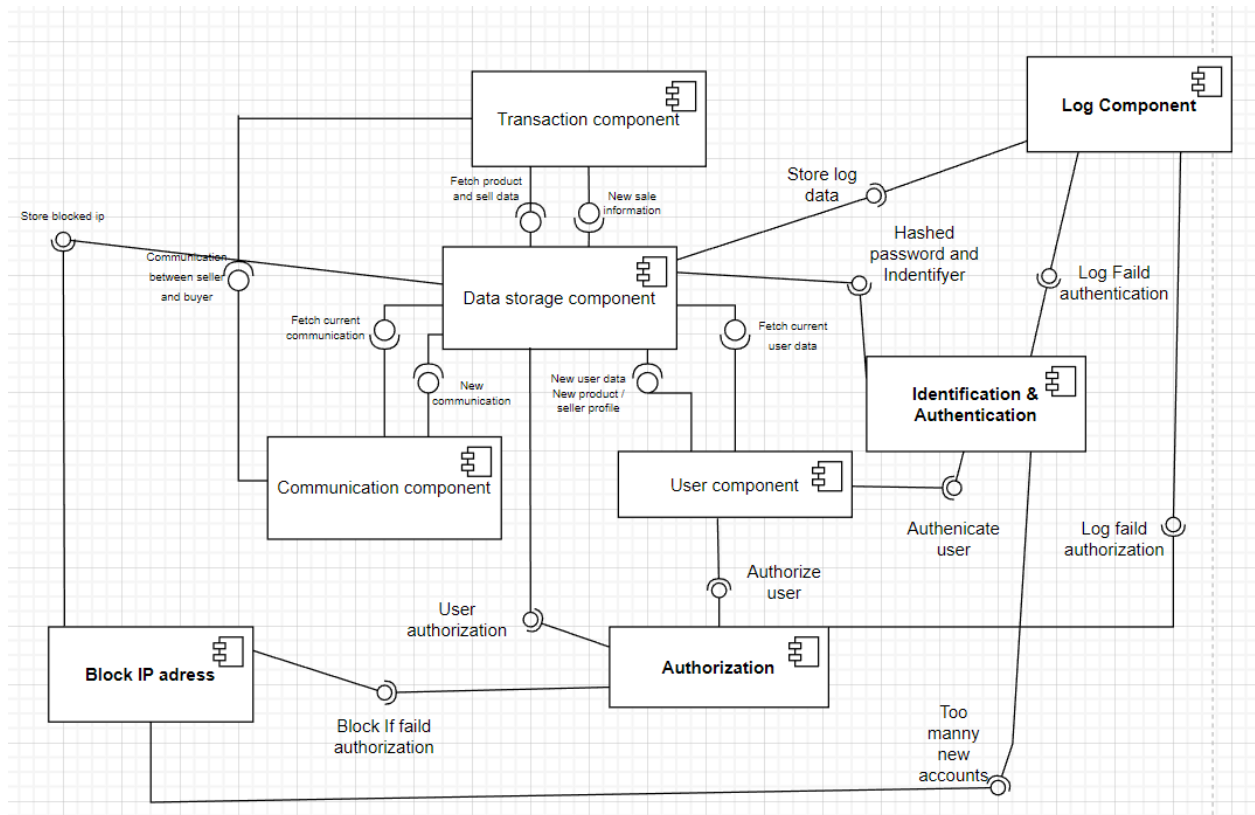 Transaction component
Log Component
Fetch product
and sell data
New sale
information
Store log
data
Store blocked ip
Hashed
password and
Indentifyer
Communication
between seller
and buyer
Data storage component
Log Faild
authentication
Fetch current
communication
Fetch current
user data
New
communication
New user data
New product /
seller profile
Identification &
Authentication
Communication component
User component
Authenicate
user
Log faild
authorization
Authorize
user
User
authorization
Block IP adress
Authorization
Block If faild
authorization
Too
manny
new
accounts